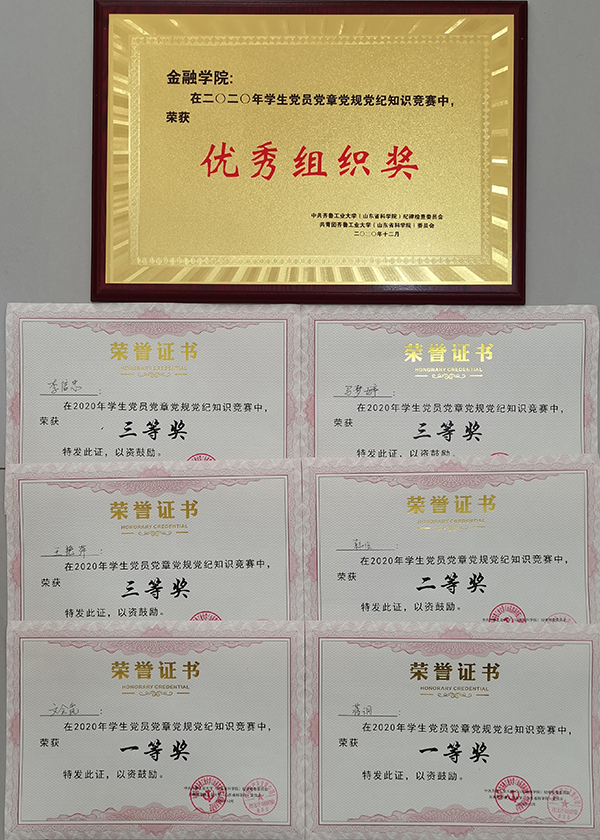 金融学院:
在二〇二〇年学生党员党章党规党纪知识竞赛中,
荣获
优秀组织奖
中共齐鲁工业大学(山东省科学院)纪律检查委员会
共青团齐鲁工业大学(山东省科学院)委员会
二〇二〇年十二月
荣誉证书
HONORARY CREDENTIAL
:
在2020年学生党员党章党规党纪知识竞赛中,
荣获
三等奖
特发此证,以资鼓励。
荣誉证书
HONORARY CREDENTIAL
:
在2020年学生党员党章党规党纪知识竞赛中,
荣获
三等奖
特发此证,以资鼓励。
荣誉证书
HONORARY CREDENTIAL
:
在2020年学生党员党章党规党纪知识竞赛中,
荣获
三等奖
特发此证,以资鼓励。
荣誉证书
HONORARY CREDENTIAL
:
在2020年学生党员党章党规党纪知识竞赛中,
荣获
二等奖
特发此证,以资鼓励。
荣誉证书
HONORARY CREDENTIAL
:
在2020年学生党员党章党规党纪知识竞赛中,
荣获
一等奖
特发此证,以资鼓励。
荣誉证书
HONORARY CREDENTIAL
:
在2020年学生党员党章党规党纪知识竞赛中,
荣获
一等奖
特发此证,以资鼓励。